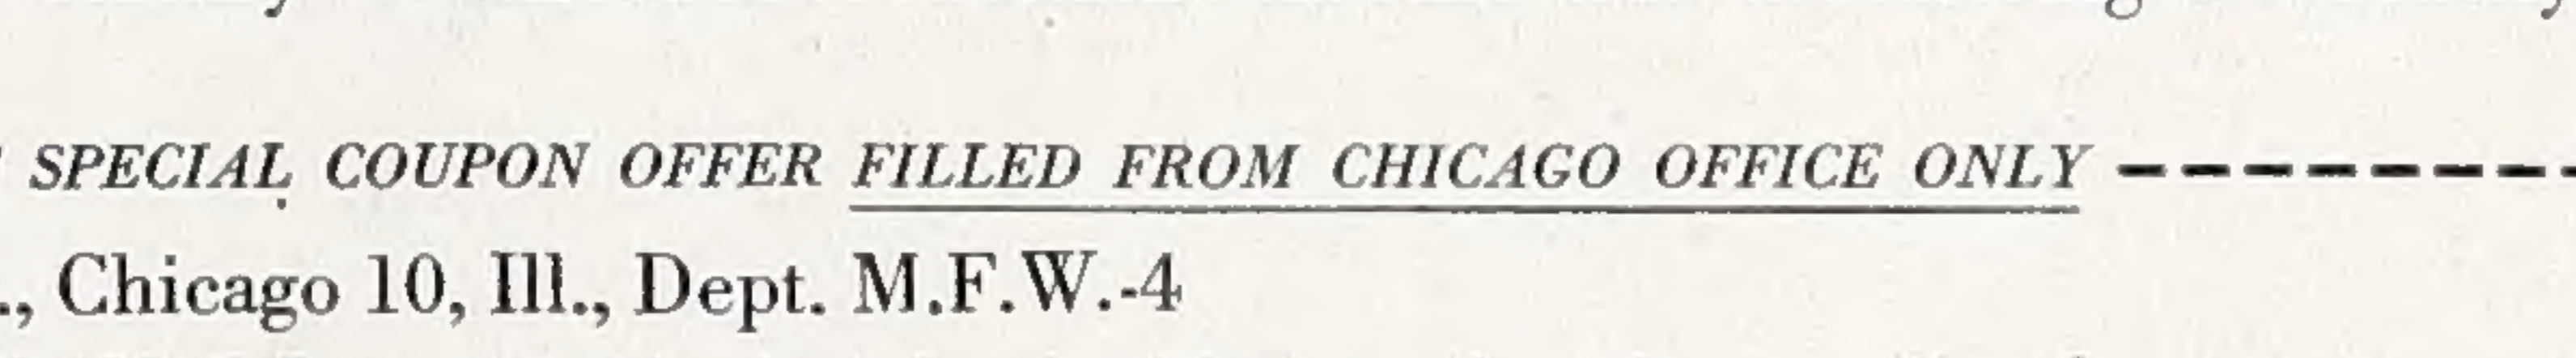 SPECIAL COUPON OFFER FILLED FROM CHICAGO OFFICE ONLY
., Chicago 10, Ill., Dept. M.F.W.-4